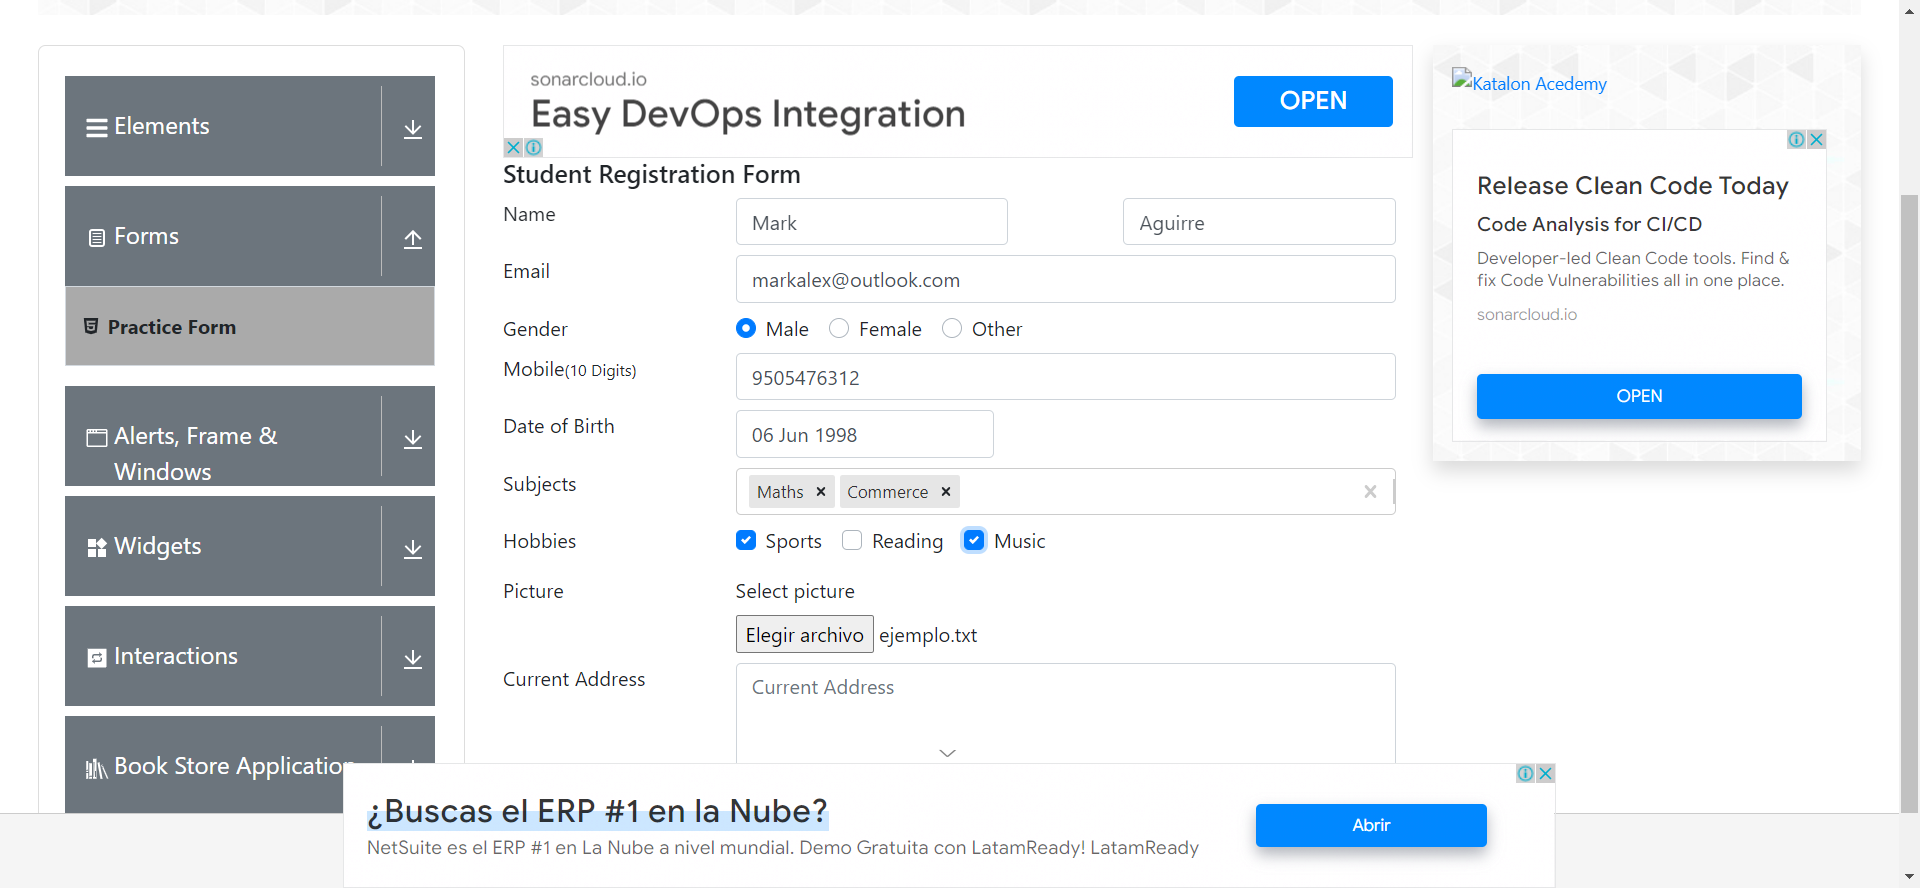 Elements
Forms
Practice Form
Alerts, Frame &
Windows
Widgets
Interactions
Book Store Application
sonarcloud.io
Easy DevOps Integration
OPEN
Student Registration Form
Name
Mark
Aguirre
Email
markalex@outlook.com
Gender
Male
Female
Other
Mobile(10 Digits)
9505476312
Date of Birth
06 Jun 1998
Subjects
Maths
Commerce
Hobbies
Sports
Reading
Music
Picture
Select picture
Elegir archivo ejemplo.txt
Current Address
Current Address
Katalon Acedemy
Release Clean Code Today
Code Analysis for CI/CD
Developer-led Clean Code tools. Find &
fix Code Vulnerabilities all in one place.
sonarcloud.io
OPEN
¿Buscas el ERP #1 en la Nube?
NetSuite es el ERP #1 en La Nube a nivel mundial. Demo Gratuita con LatamReady! LatamReady
Abrir